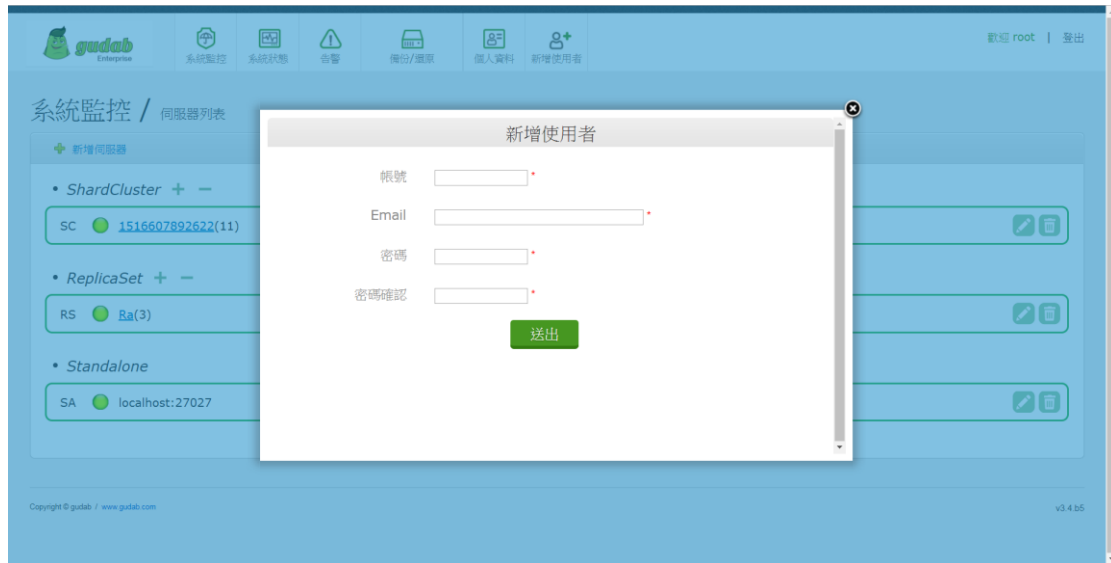 gudab
Enterprise
系統監控
系統狀態
告警
備份/還原
個人資料
新增使用者
歡迎 root | 登出
系統監控 / 伺服器列表
新增伺服器
• ShardCluster + −
SC 1516607892622(11)
• ReplicaSet + −
RS Ra(3)
• Standalone
SA localhost:27027
新增使用者
帳號 *
Email *
密碼 *
密碼確認 *
送出
Copyright © gudab / www.gudab.com
v3.4.b5